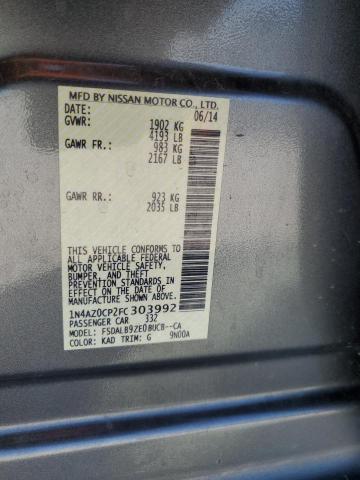 MFD BY NISSAN MOTOR CO., LTD.
DATE: 06/14
GVWR: 1902 KG
4193 LB
GAWR FR.: 983 KG
2167 LB
GAWR RR.: 923 KG
2035 LB
THIS VEHICLE CONFORMS TO
ALL APPLICABLE FEDERAL
MOTOR VEHICLE SAFETY,
BUMPER, AND THEFT
PREVENTION STANDARDS IN
EFFECT ON THE DATE OF
MANUFACTURE SHOWN ABOVE.
1N4AZ0CP2FC303992
PASSENGER CAR 332
MODEL: FSDALB9ZE0BUCB--CA
COLOR: KAD TRIM: G 9N00A